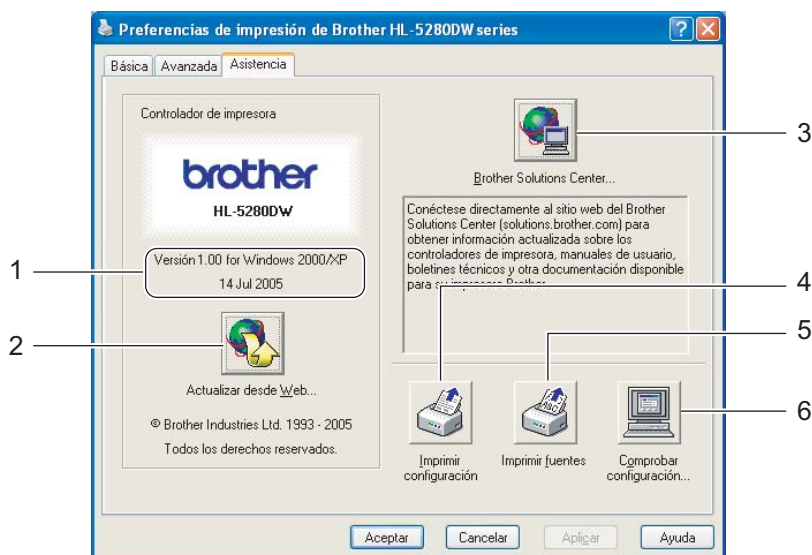 Preferencias de impresión de Brother HL-5280DW series
Básica
Avanzada
Asistencia
Controlador de impresora
brother
HL-5280DW
1
Versión 1.00 for Windows 2000/XP
14 Jul 2005
2
Actualizar desde Web...
© Brother Industries Ltd. 1993 - 2005
Todos los derechos reservados.
3
Brother Solutions Center...
Conéctese directamente al sitio web del Brother
Solutions Center (solutions.brother.com) para
obtener información actualizada sobre los
controladores de impresora, manuales de usuario,
boletines técnicos y otra documentación disponible
para su impresora Brother.
4
5
6
Imprimir
configuración
Imprimir fuentes
Comprobar
configuración...
Aceptar
Cancelar
Aplicar
Ayuda